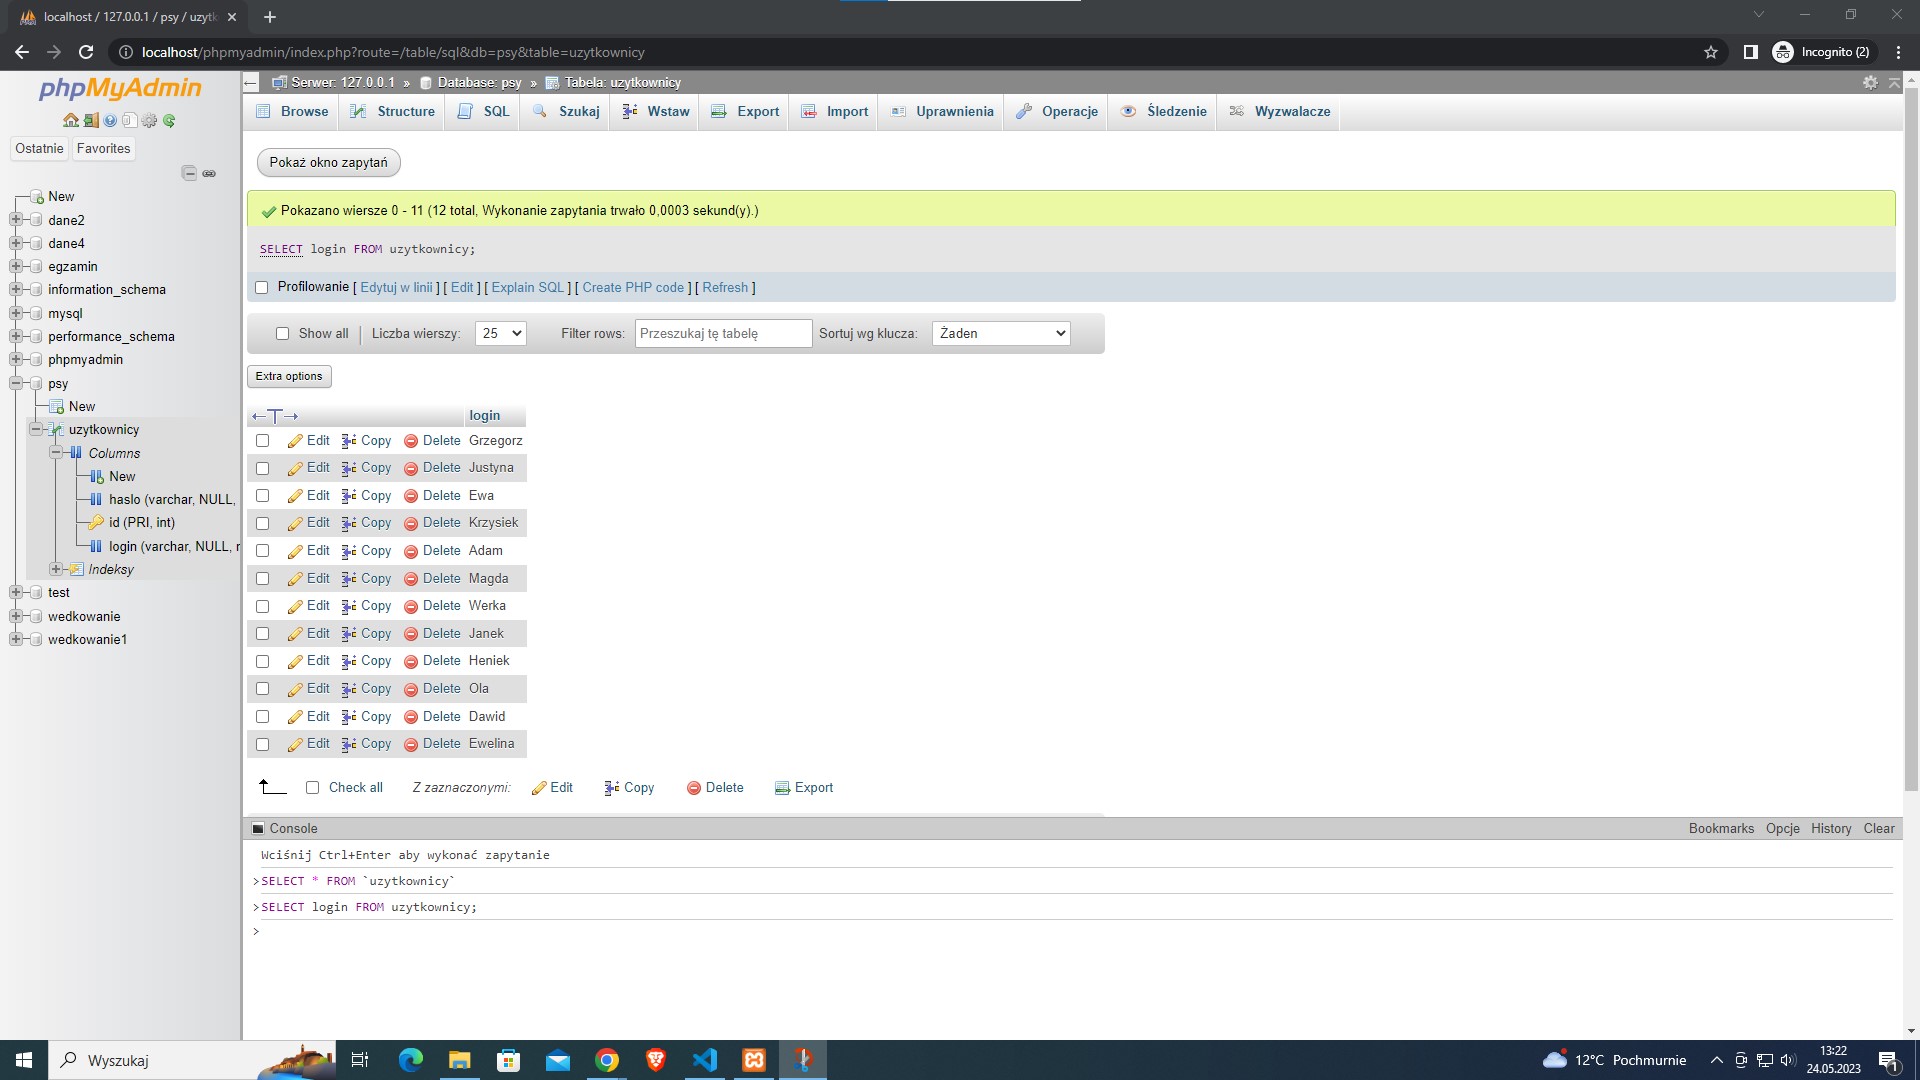 localhost / 127.0.0.1 / psy / uzytk
localhost/phpmyadmin/index.php?route=/table/sql&db=psy&table=uzytkownicy
Incognito (2)
phpMyAdmin
Ostatnie Favorites
New
dane2
dane4
egzamin
information_schema
mysql
performance_schema
phpmyadmin
psy
New
uzytkownicy
Columns
New
haslo (varchar, NULL,
id (PRI, int)
login (varchar, NULL, r
Indeksy
test
wedkowanie
wedkowanie1
Serwer: 127.0.0.1 » Database: psy » Tabela: uzytkownicy
Browse Structure SQL Szukaj Wstaw Export Import Uprawnienia Operacje Śledzenie Wyzwalacze
Pokaż okno zapytań
Pokazano wiersze 0 - 11 (12 total, Wykonanie zapytania trwało 0,0003 sekund(y).)
SELECT login FROM uzytkownicy;
Profilowanie [ Edytuj w linii ] [ Edit ] [ Explain SQL ] [ Create PHP code ] [ Refresh ]
Show all Liczba wierszy: 25 Filter rows: Przeszukaj tę tabelę Sortuj wg klucza: Żaden
Extra options
←T→ login
Edit Copy Delete Grzegorz
Edit Copy Delete Justyna
Edit Copy Delete Ewa
Edit Copy Delete Krzysiek
Edit Copy Delete Adam
Edit Copy Delete Magda
Edit Copy Delete Werka
Edit Copy Delete Janek
Edit Copy Delete Heniek
Edit Copy Delete Ola
Edit Copy Delete Dawid
Edit Copy Delete Ewelina
Check all Z zaznaczonymi: Edit Copy Delete Export
Console Bookmarks Opcje History Clear
Wciśnij Ctrl+Enter aby wykonać zapytanie
>SELECT * FROM `uzytkownicy`
>SELECT login FROM uzytkownicy;
>
Wyszukaj
12°C Pochmurnie
13:22
24.05.2023
1